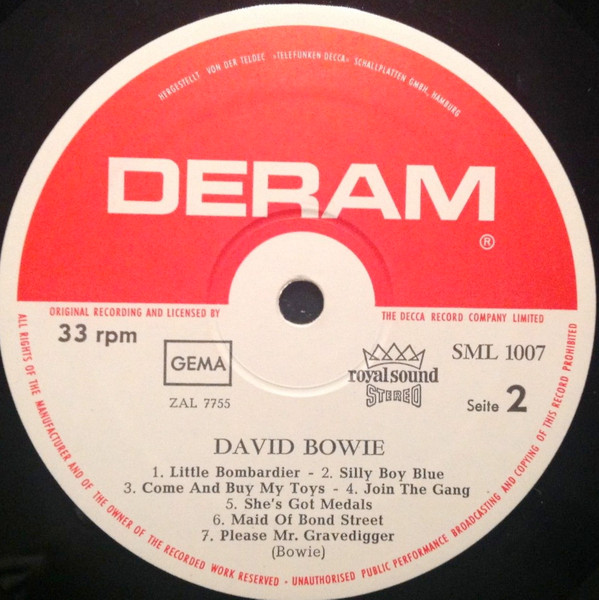 HERGESTELLT VON DER TELDEC »TELEFUNKEN DECCA« SCHALLPLATTEN GMBH, HAMBURG
DERAM
®
ORIGINAL RECORDING AND LICENSED BY THE DECCA RECORD COMPANY LIMITED
33 rpm
GEMA
ZAL 7755
royalsound
STEREO
SML 1007
Seite 2
DAVID BOWIE
1. Little Bombardier - 2. Silly Boy Blue
3. Come And Buy My Toys - 4. Join The Gang
5. She's Got Medals
6. Maid Of Bond Street
7. Please Mr. Gravedigger
(Bowie)
ALL RIGHTS OF THE MANUFACTURER AND OF THE OWNER OF THE RECORDED WORK RESERVED - UNAUTHORISED PUBLIC PERFORMANCE BROADCASTING AND COPYING OF THIS RECORD PROHIBITED